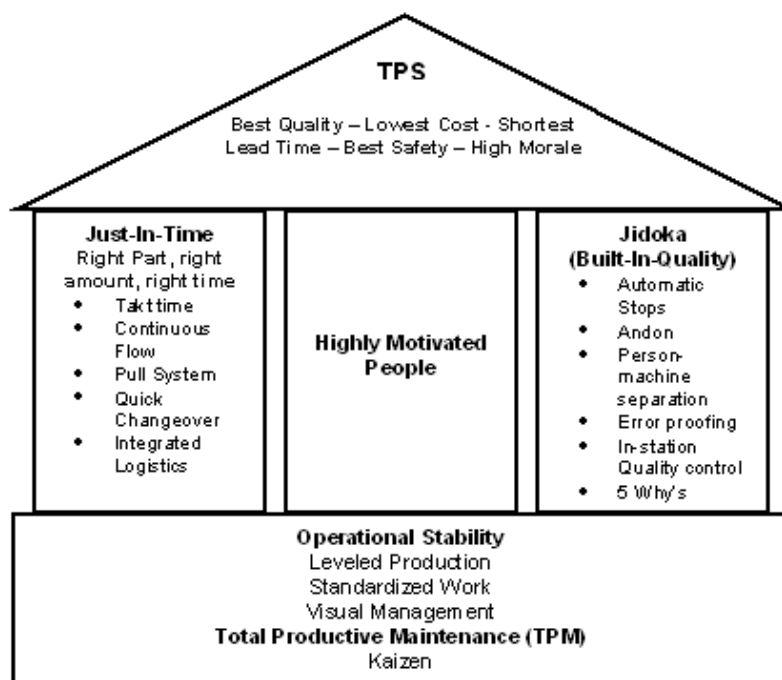 TPS
Best Quality – Lowest Cost - Shortest
Lead Time – Best Safety – High Morale
Just-In-Time
Right Part, right
amount, right time
• Takt time
• Continuous
Flow
• Pull System
• Quick
Changeover
• Integrated
Logistics
Highly Motivated
People
Jidoka
(Built-In-Quality)
• Automatic
Stops
• Andon
• Person-
machine
separation
• Error proofing
• In-station
Quality control
• 5 Why's
Operational Stability
Leveled Production
Standardized Work
Visual Management
Total Productive Maintenance (TPM)
Kaizen